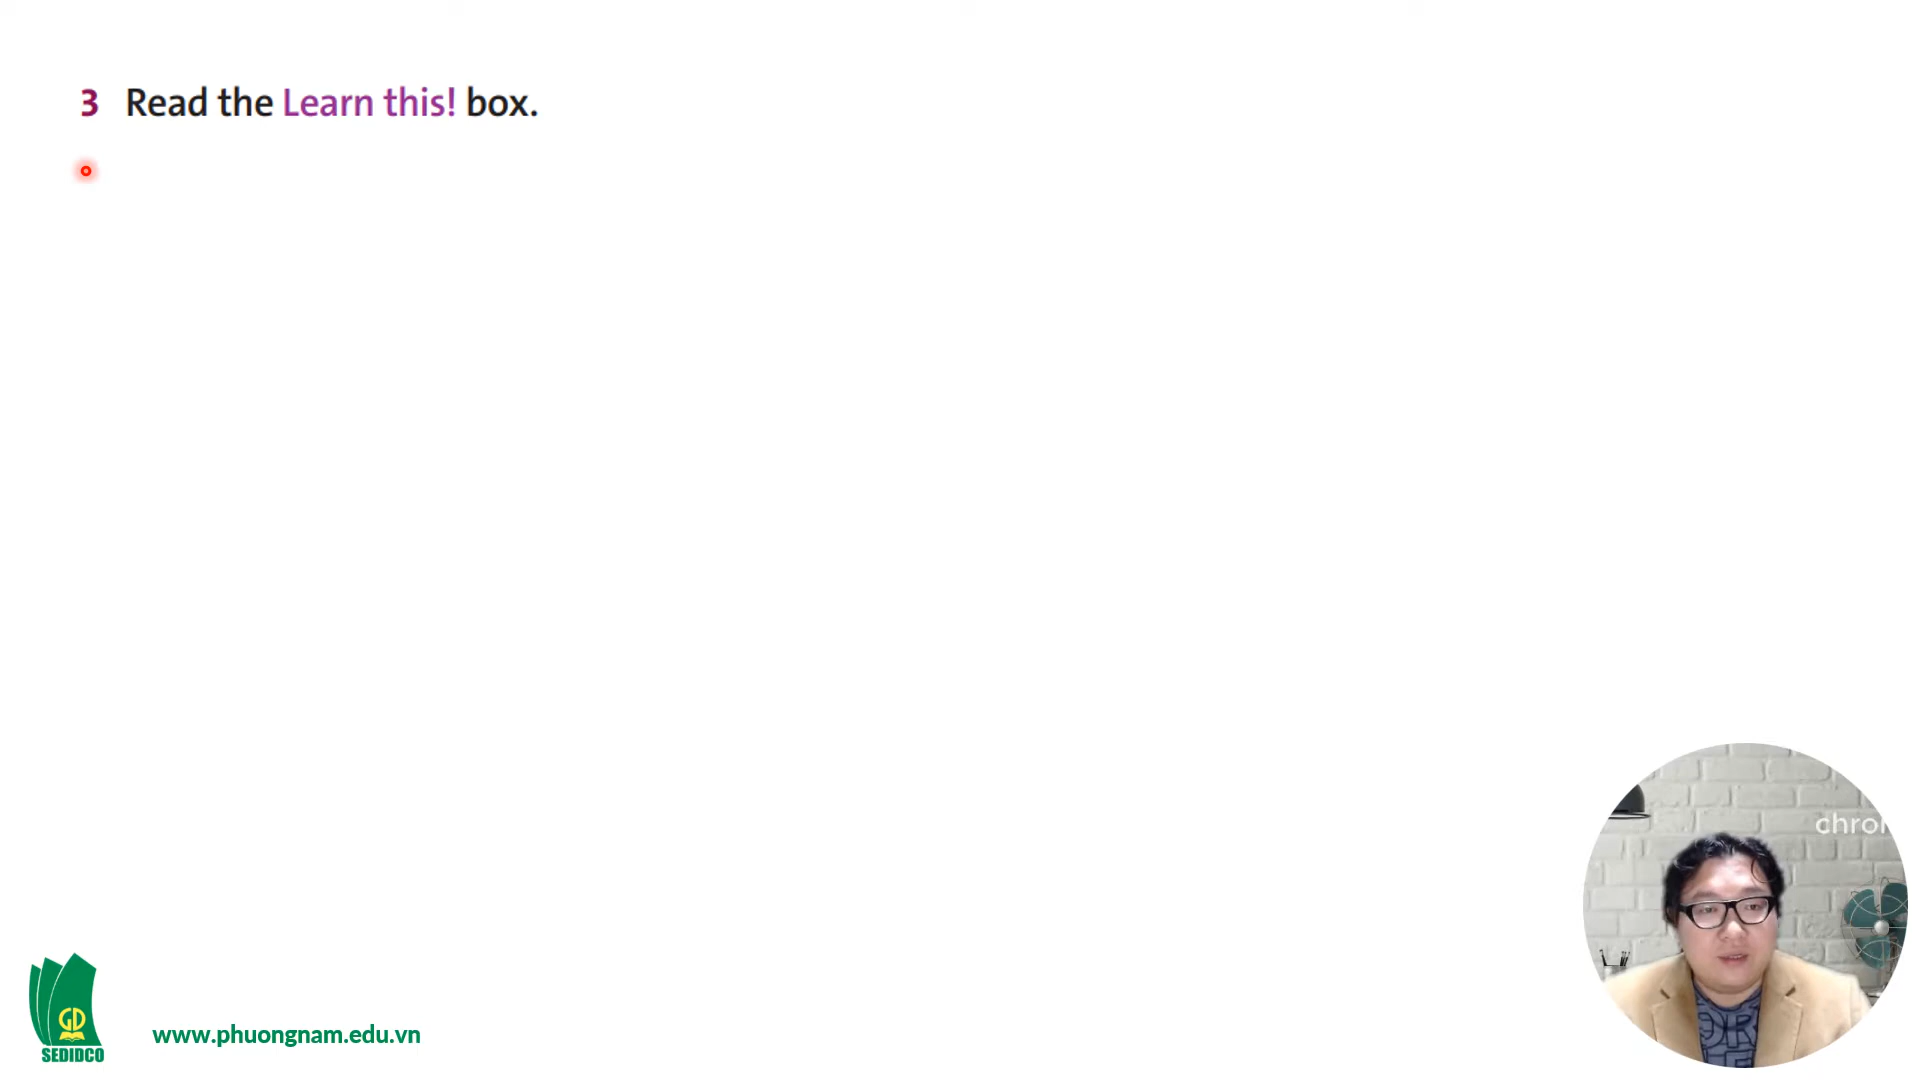 3 Read the Learn this! box.
chro
GD
SEDIDCO
www.phuongnam.edu.vn